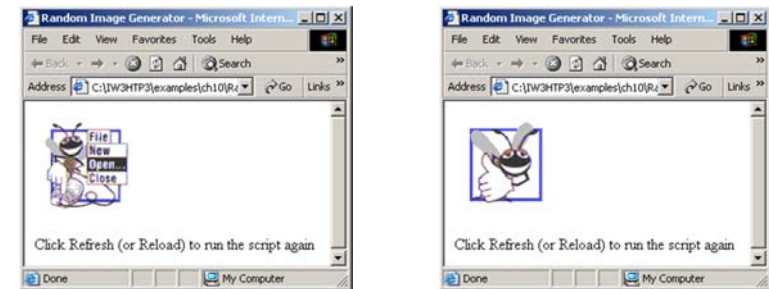 Random Image Generator - Microsoft Intern...
File Edit View Favorites Tools Help
Back Search »
Address C:\IW3HTP3\examples\ch10\Ra Go Links »
File
New
Open...
Close
Click Refresh (or Reload) to run the script again
Done My Computer
Random Image Generator - Microsoft Intern...
File Edit View Favorites Tools Help
Back Search »
Address C:\IW3HTP3\examples\ch10\Ra Go Links »
Click Refresh (or Reload) to run the script again
Done My Computer